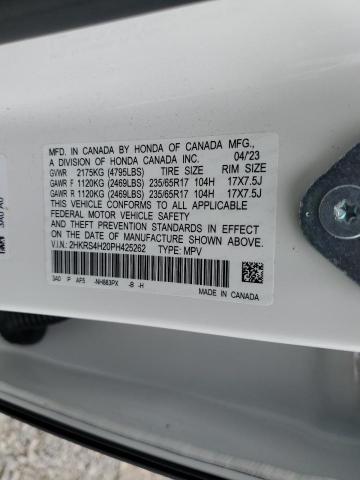 MFD. IN CANADA BY HONDA OF CANADA MFG.,
A DIVISION OF HONDA CANADA INC. 04/23
GVWR 2175KG (4795LBS) TIRE SIZE RIM SIZE
GAWR F 1120KG (2469LBS) 235/65R17 104H 17X7.5J
GAWR R 1120KG (2469LBS) 235/65R17 104H 17X7.5J
THIS VEHICLE CONFORMS TO ALL APPLICABLE
FEDERAL MOTOR VEHICLE SAFETY, BUMPER,
AND THEFT PREVENTION STANDARDS IN EFFECT ON
THE DATE OF MANUFACTURE SHOWN ABOVE.
V.I.N.: 2HKRS4H20PH425262 TYPE: MPV
3A0 P AF5 -NH883PX -B -H
MADE IN CANADA